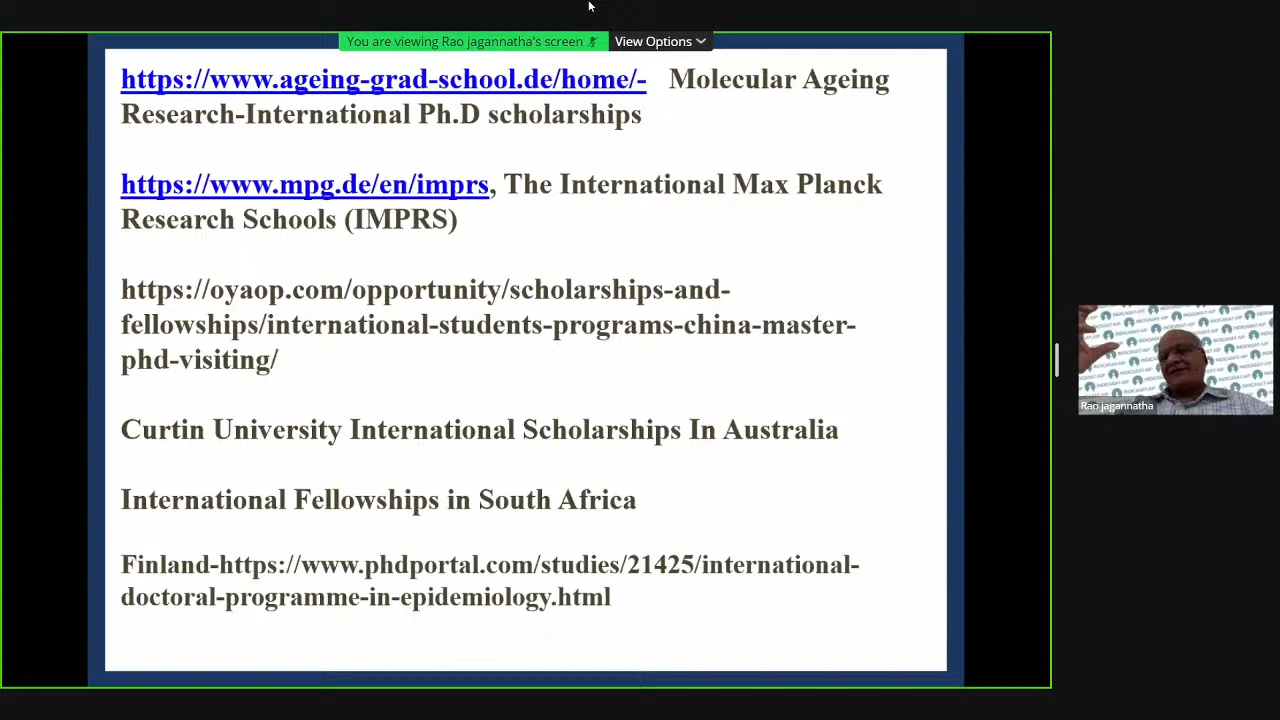 You are viewing Rao jagannatha's screen
View Options
https://www.ageing-grad-school.de/home/- Molecular Ageing
Research-International Ph.D scholarships
https://www.mpg.de/en/imprs, The International Max Planck
Research Schools (IMPRS)
https://oyaop.com/opportunity/scholarships-and-
fellowships/international-students-programs-china-master-
phd-visiting/
Curtin University International Scholarships In Australia
International Fellowships in South Africa
Finland-https://www.phdportal.com/studies/21425/international-
doctoral-programme-in-epidemiology.html
INDICASAT-AIP
Rao jagannatha